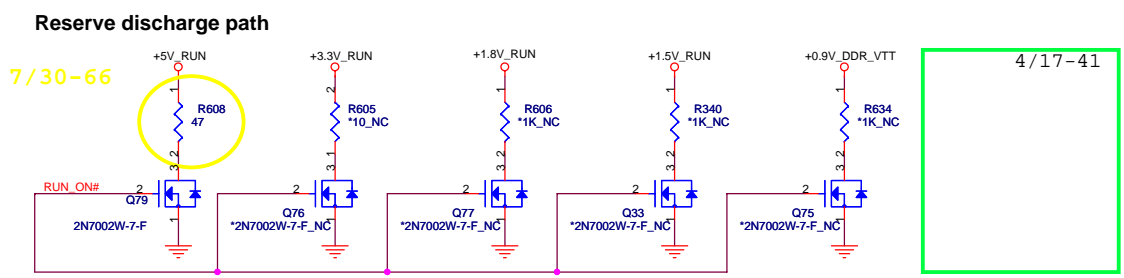 Reserve discharge path
+5V_RUN
+3.3V_RUN
+1.8V_RUN
+1.5V_RUN
+0.9V_DDR_VTT
4/17-41
7/30-66
1
2
1
1
1
R608
47
R605
*10_NC
R606
*1K_NC
R340
*1K_NC
R634
*1K_NC
2
1
2
2
2
3
3
3
3
3
RUN_ON#
2
2
2
2
2
Q79
2N7002W-7-F
Q76
*2N7002W-7-F_NC
Q77
*2N7002W-7-F_NC
Q33
*2N7002W-7-F_NC
Q75
*2N7002W-7-F_NC
1
1
1
1
1